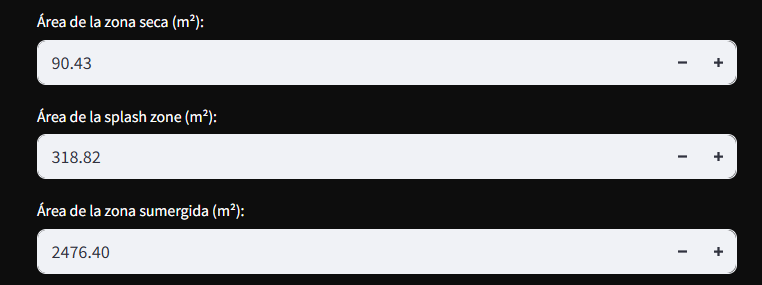 Área de la zona seca (m²):
90.43
Área de la splash zone (m²):
318.82
Área de la zona sumergida (m²):
2476.40